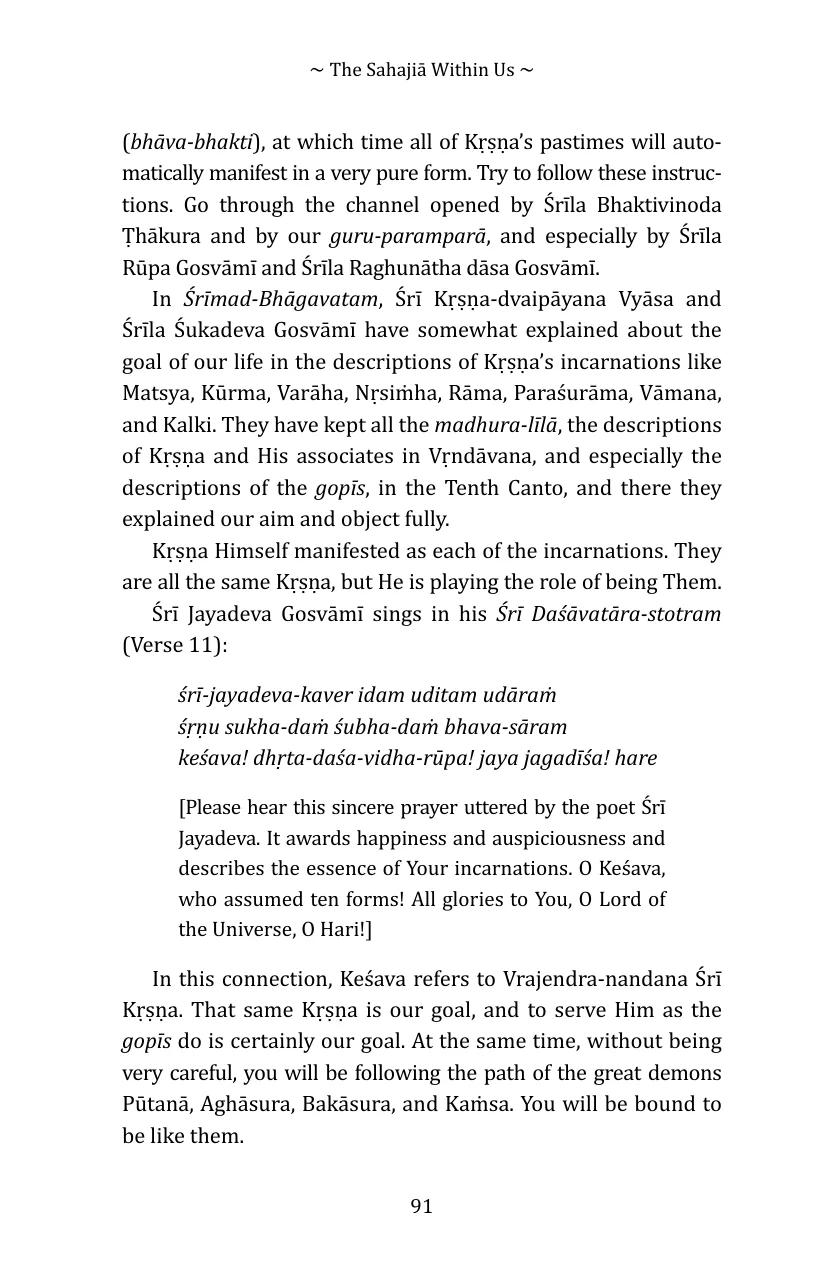 ~ The Sahajiā Within Us ~
(bhāva-bhakti), at which time all of Kṛṣṇa’s pastimes will auto-
matically manifest in a very pure form. Try to follow these instruc-
tions. Go through the channel opened by Śrīla Bhaktivinoda
Ṭhākura and by our guru-paramparā, and especially by Śrīla
Rūpa Gosvāmī and Śrīla Raghunātha dāsa Gosvāmī.
In Śrīmad-Bhāgavatam, Śrī Kṛṣṇa-dvaipāyana Vyāsa and
Śrīla Śukadeva Gosvāmī have somewhat explained about the
goal of our life in the descriptions of Kṛṣṇa’s incarnations like
Matsya, Kūrma, Varāha, Nṛsiṁha, Rāma, Paraśurāma, Vāmana,
and Kalki. They have kept all the madhura-līlā, the descriptions
of Kṛṣṇa and His associates in Vṛndāvana, and especially the
descriptions of the gopīs, in the Tenth Canto, and there they
explained our aim and object fully.
Kṛṣṇa Himself manifested as each of the incarnations. They
are all the same Kṛṣṇa, but He is playing the role of being Them.
Śrī Jayadeva Gosvāmī sings in his Śrī Daśāvatāra-stotram
(Verse 11):
śrī-jayadeva-kaver idam uditam udāraṁ
śṛṇu sukha-daṁ śubha-daṁ bhava-sāram
keśava! dhṛta-daśa-vidha-rūpa! jaya jagadīśa! hare
[Please hear this sincere prayer uttered by the poet Śrī
Jayadeva. It awards happiness and auspiciousness and
describes the essence of Your incarnations. O Keśava,
who assumed ten forms! All glories to You, O Lord of
the Universe, O Hari!]
In this connection, Keśava refers to Vrajendra-nandana Śrī
Kṛṣṇa. That same Kṛṣṇa is our goal, and to serve Him as the
gopīs do is certainly our goal. At the same time, without being
very careful, you will be following the path of the great demons
Pūtanā, Aghāsura, Bakāsura, and Kaṁsa. You will be bound to
be like them.
91